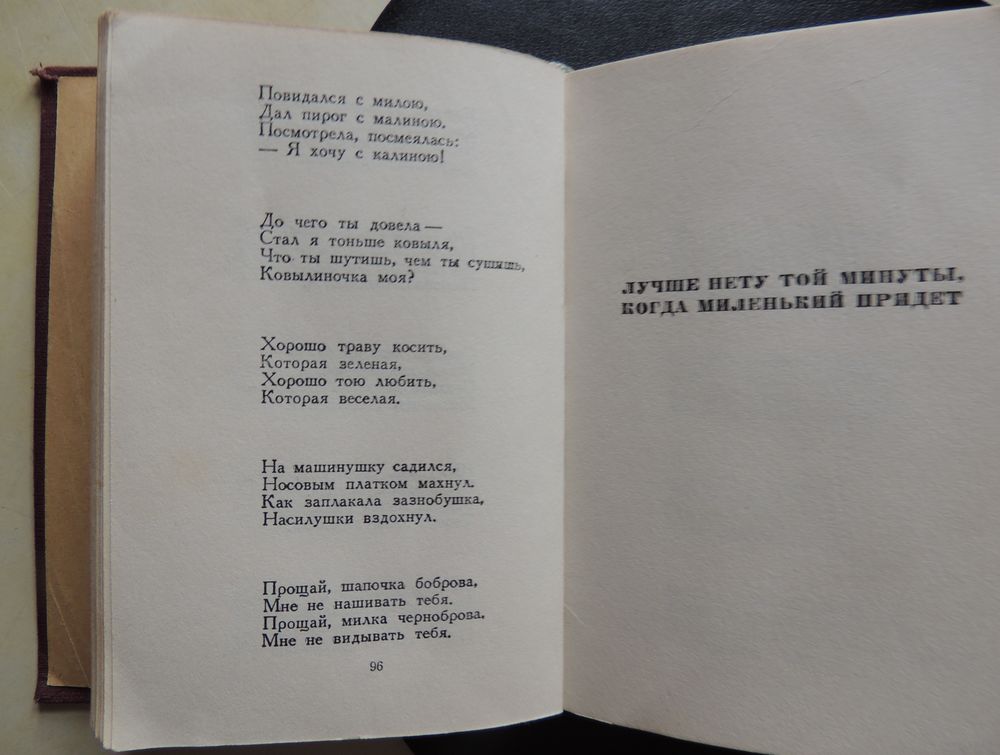 Повидался с милою,
Дал пирог с малиною.
Посмотрела, посмеялась:
— Я хочу с калиною!
До чего ты довела —
Стал я тоньше ковыля,
Что ты шутишь, чем ты сушишь,
Ковылиночка моя?
Хорошо траву косить,
Которая зеленая,
Хорошо тою любить,
Которая веселая.
На машинушку садился,
Носовым платком махнул.
Как заплакала зазнобушка,
Насилушки вздохнул.
Прощай, шапочка боброва,
Мне не нашивать тебя.
Прощай, милка черноброва,
Мне не видывать тебя.
96
ЛУЧШЕ НЕТУ ТОЙ МИНУТЫ,
КОГДА МИЛЕНЬКИЙ ПРИДЕТ